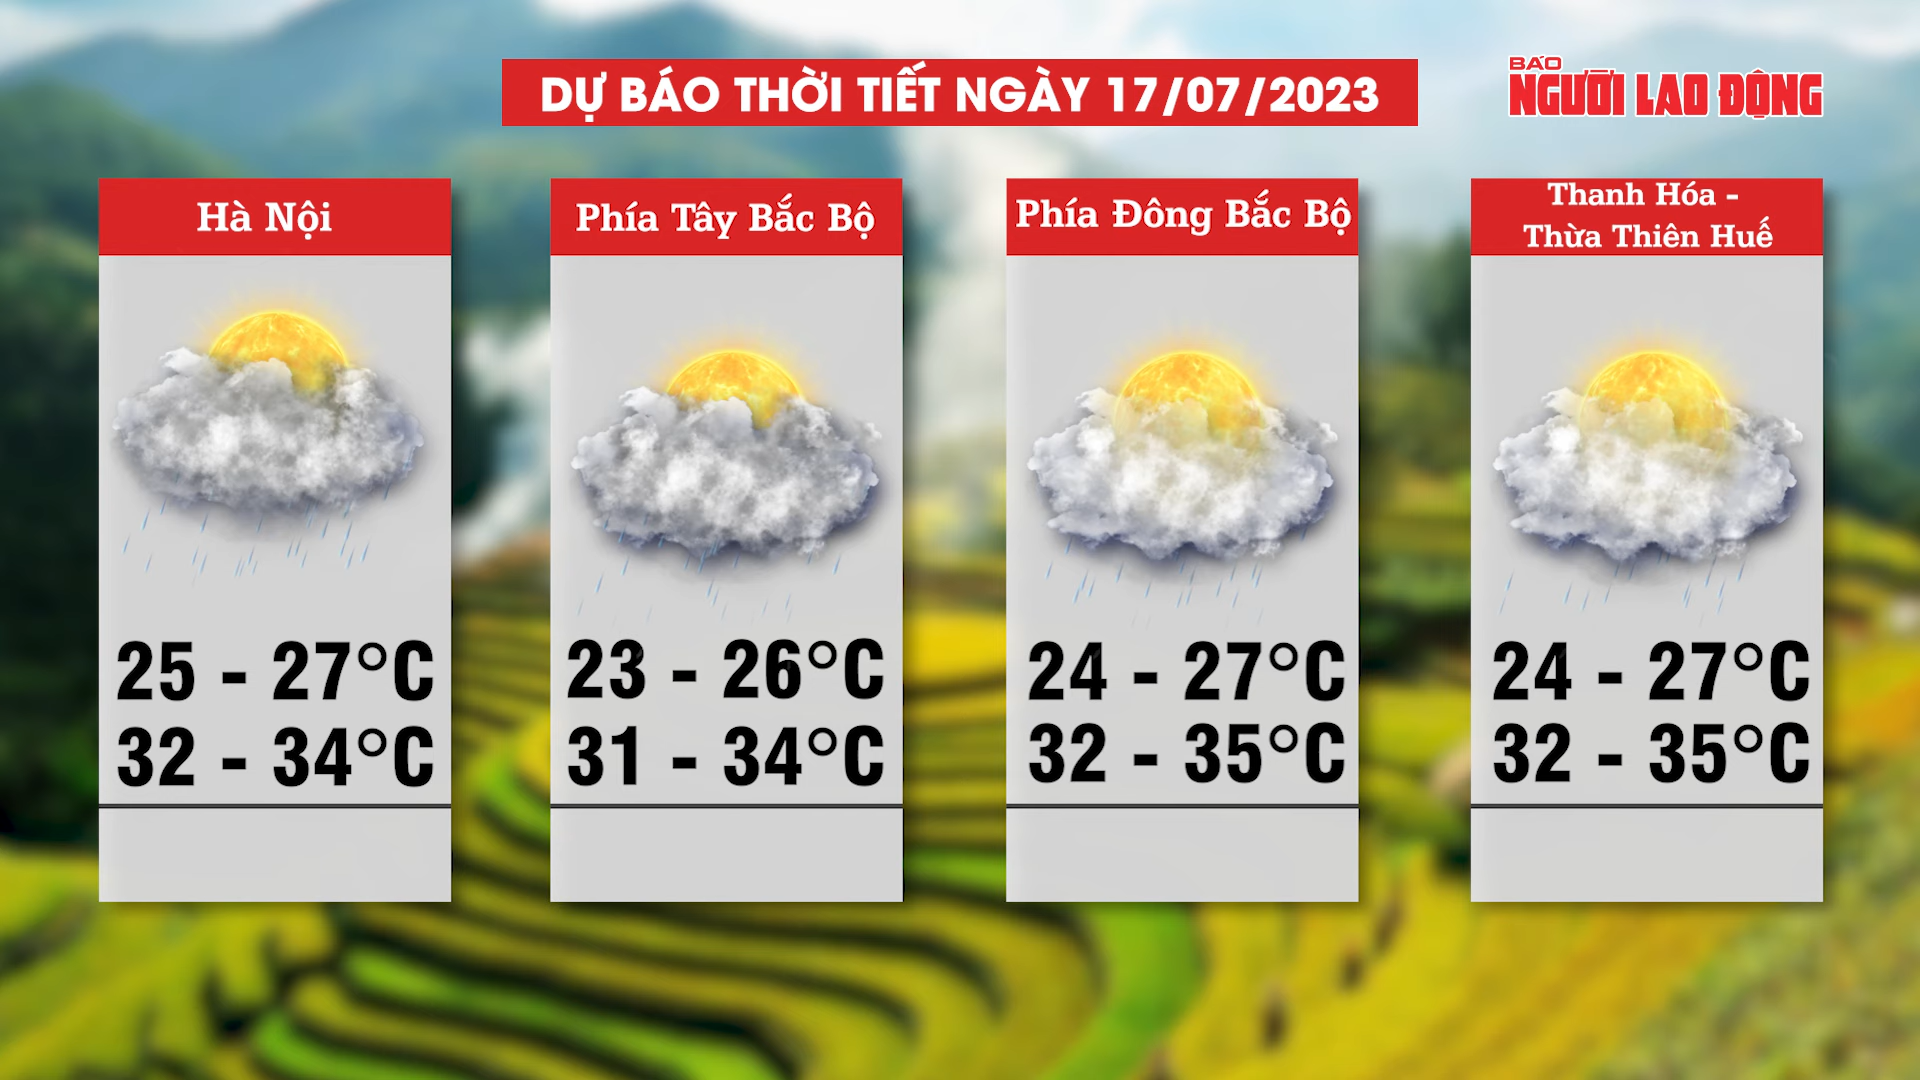 DỰ BÁO THỜI TIẾT NGÀY 17/07/2023
BÁO
NGƯỜI LAO ĐỘNG
Hà Nội
25 - 27°C
32 - 34°C
Phía Tây Bắc Bộ
23 - 26°C
31 - 34°C
Phía Đông Bắc Bộ
24 - 27°C
32 - 35°C
Thanh Hóa -
Thừa Thiên Huế
24 - 27°C
32 - 35°C